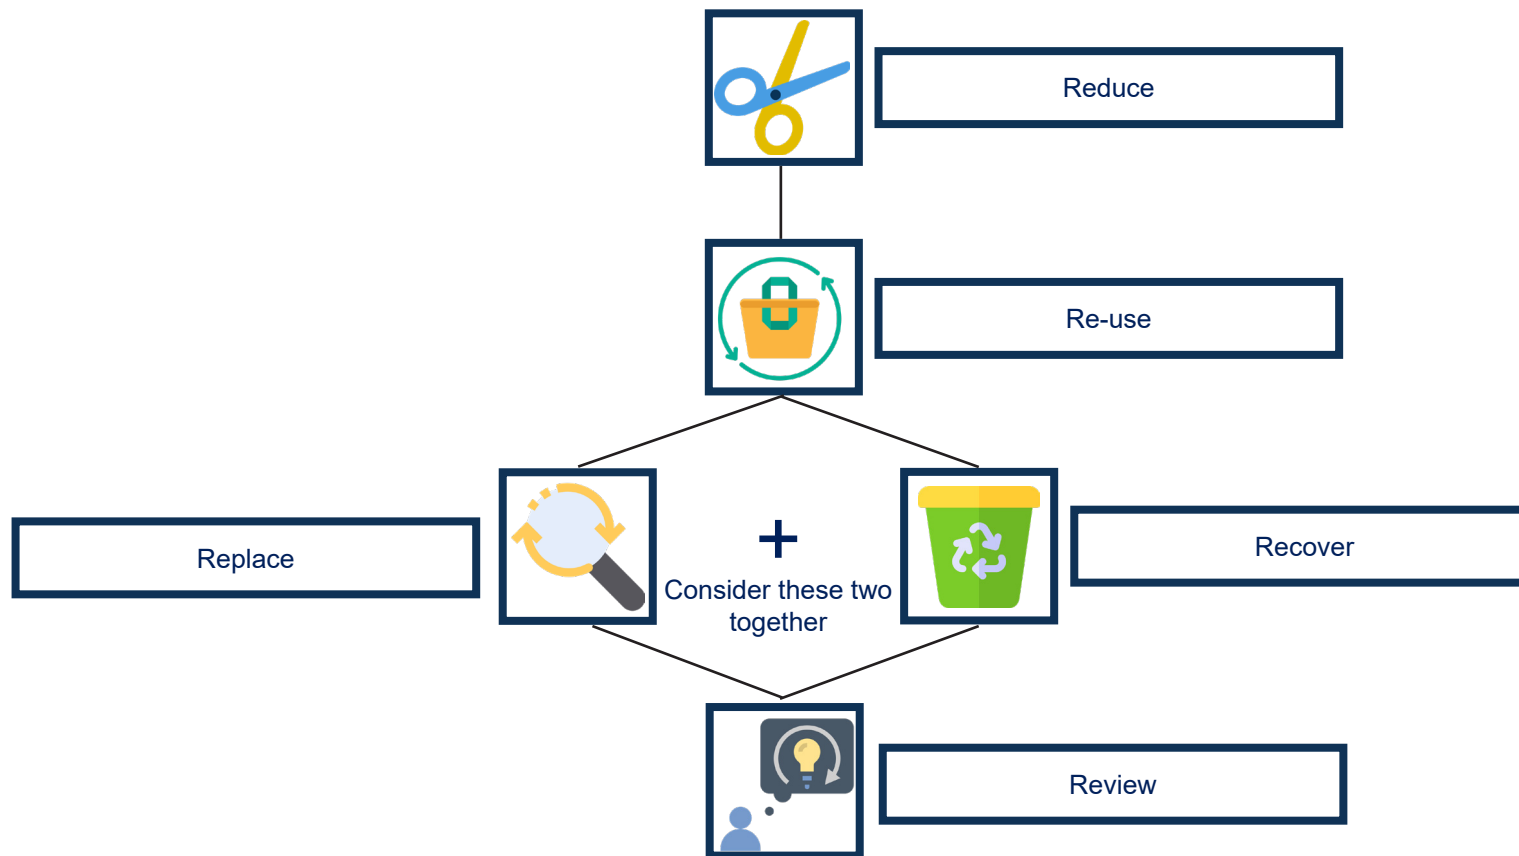 Reduce
Re-use
Replace
+
Consider these two
together
Recover
Review